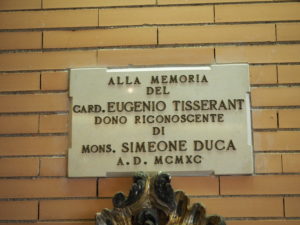 ALLA MEMORIA
DEL
CARD. EUGENIO TISSERANT
DONO RICONOSCENTE
DI
MONS. SIMEONE DUCA
A. D. MCMXC